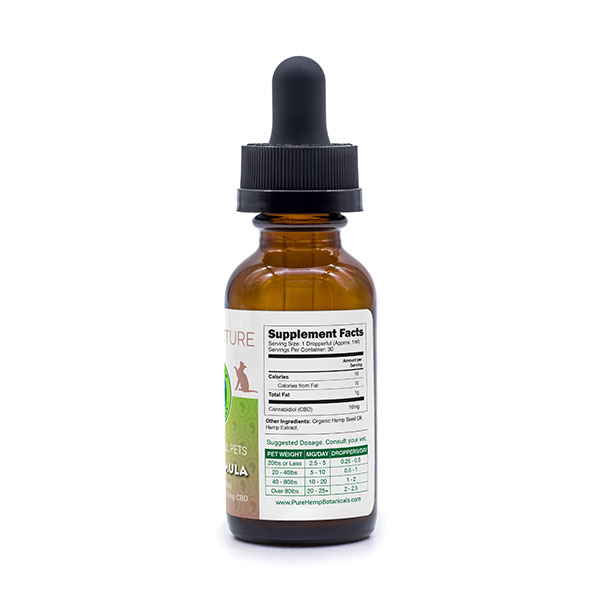 TURE
Supplement Facts
Serving Size: 1 Dropperful (Approx. 1ml)
Servings Per Container: 30
Amount per
Serving
Calories 10
Calories from Fat 10
Total Fat 1g
Cannabidiol (CBD) 10mg
Other Ingredients: Organic Hemp Seed Oil,
Hemp Extract.
PETS
ULA
mg CBD
Suggested Dosage. Consult your vet.
PET WEIGHT MG/DAY DROPPERS/DAY
20lbs or Less 2.5 - 5 0.25 - 0.5
20 - 40lbs 5 - 10 0.5 - 1
40 - 80lbs 10 - 20 1 - 2
Over 80lbs 20 - 25+ 2 - 2.5
www.PureHempBotanicals.com